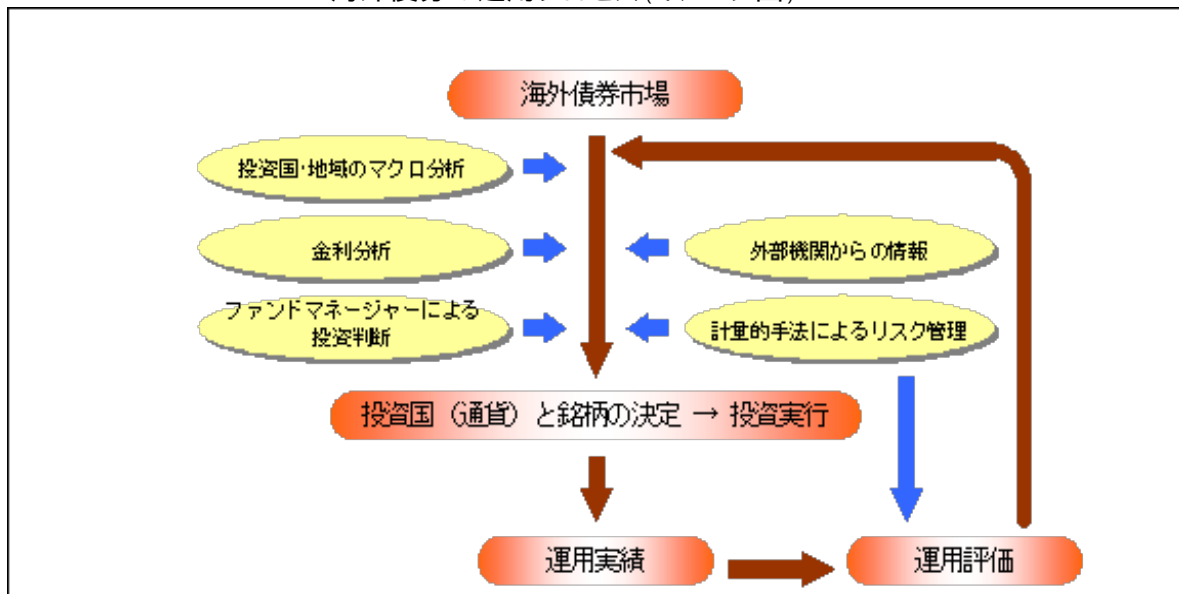 海外債券市場
投資国・地域のマクロ分析
金利分析
外部機関からの情報
ファンドマネージャーによる
投資判断
計量的手法によるリスク管理
投資国（通貨）と銘柄の決定 → 投資実行
運用実績
運用評価